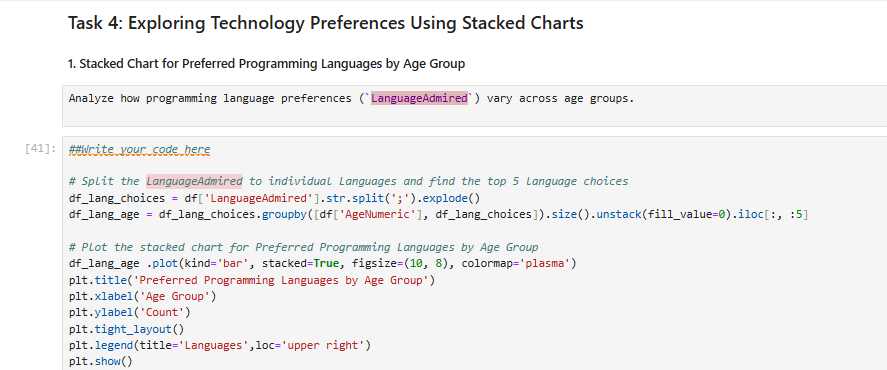 Task 4: Exploring Technology Preferences Using Stacked Charts
1. Stacked Chart for Preferred Programming Languages by Age Group
Analyze how programming language preferences (`LanguageAdmired`) vary across age groups.
[41]: ##Write your code here
# Split the LanguageAdmired to individual Languages and find the top 5 language choices
df_lang_choices = df['LanguageAdmired'].str.split(';').explode()
df_lang_age = df_lang_choices.groupby([df['AgeNumeric'], df_lang_choices]).size().unstack(fill_value=0).iloc[:, :5]
# Plot the stacked chart for Preferred Programming Languages by Age Group
df_lang_age .plot(kind='bar', stacked=True, figsize=(10, 8), colormap='plasma')
plt.title('Preferred Programming Languages by Age Group')
plt.xlabel('Age Group')
plt.ylabel('Count')
plt.tight_layout()
plt.legend(title='Languages',loc='upper right')
plt.show()